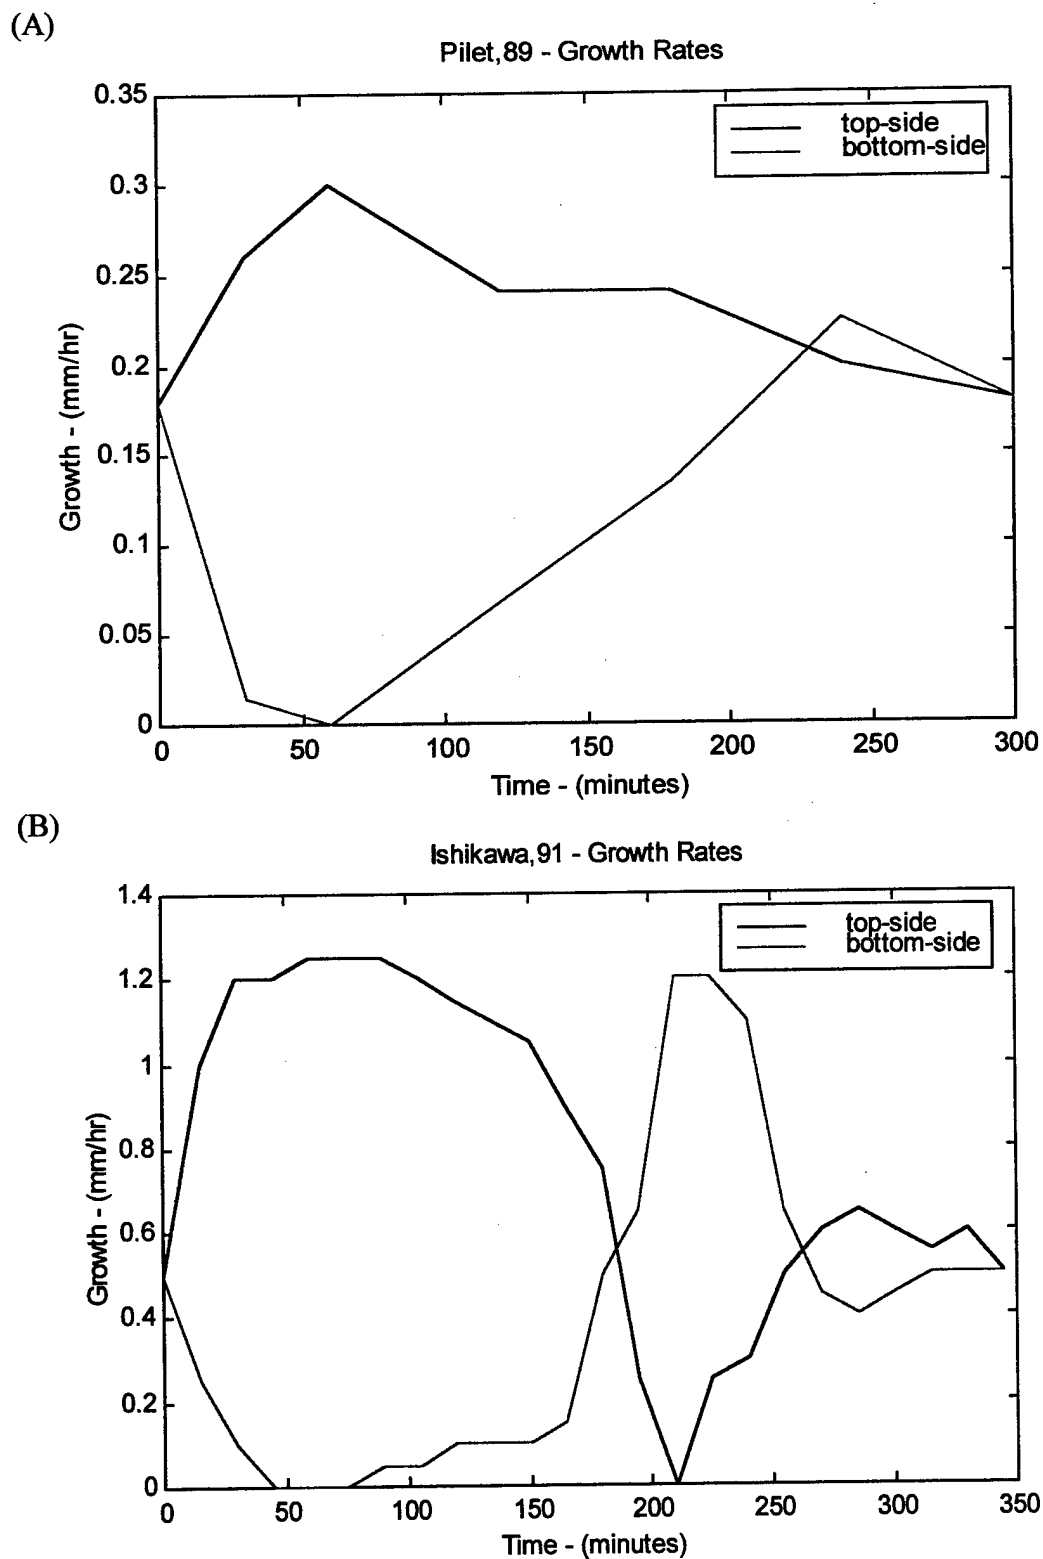 (A)
Pilet,89 - Growth Rates
0.35
top-side
bottom-side
0.3
0.25
0.2
0.15
0.1
0.05
0
Growth - (mm/hr)
0 50 100 150 200 250 300
Time - (minutes)
(B)
Ishikawa,91 - Growth Rates
1.4
top-side
bottom-side
1.2
1
0.8
0.6
0.4
0.2
0
Growth - (mm/hr)
0 50 100 150 200 250 300 350
Time - (minutes)